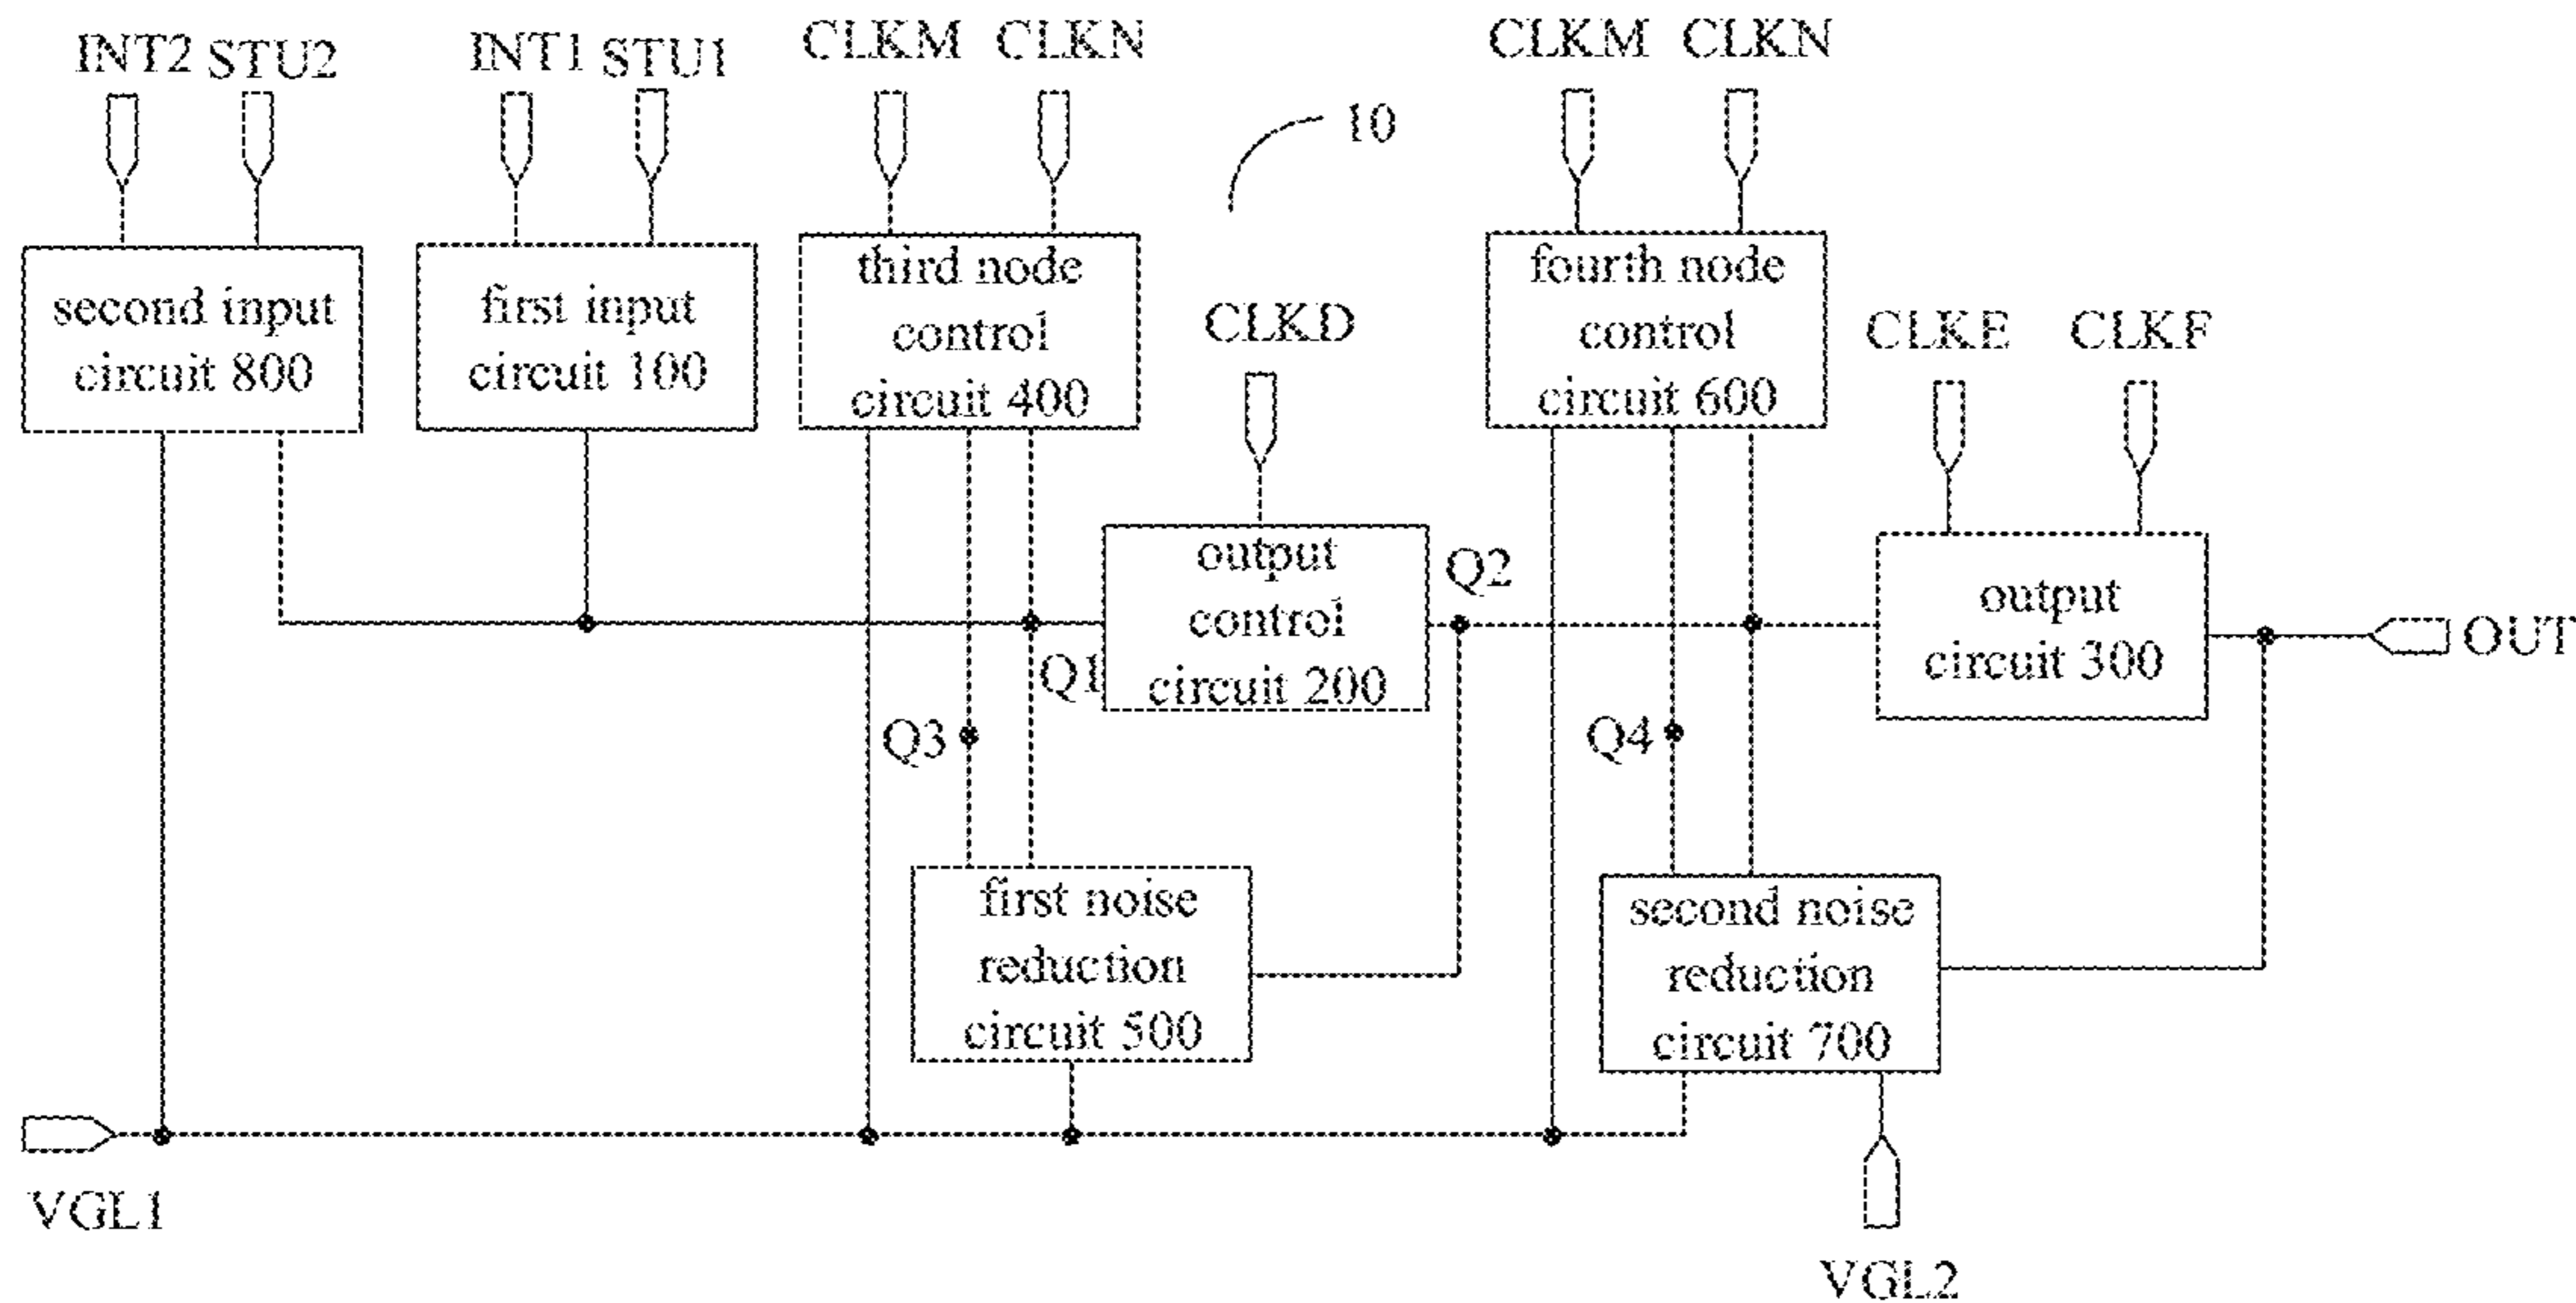 INT2 STU2 INT1 STU1 CLKM CLKN CLKM CLKN
10
second input
circuit 800
first input
circuit 100
third node
control
circuit 400
CLKD
fourth node
control
circuit 600
CLKE CLKF
output
control
circuit 200
Q2
output
circuit 300
OUT
Q1
Q3
Q4
first noise
reduction
circuit 500
second noise
reduction
circuit 700
VGL1
VGL2